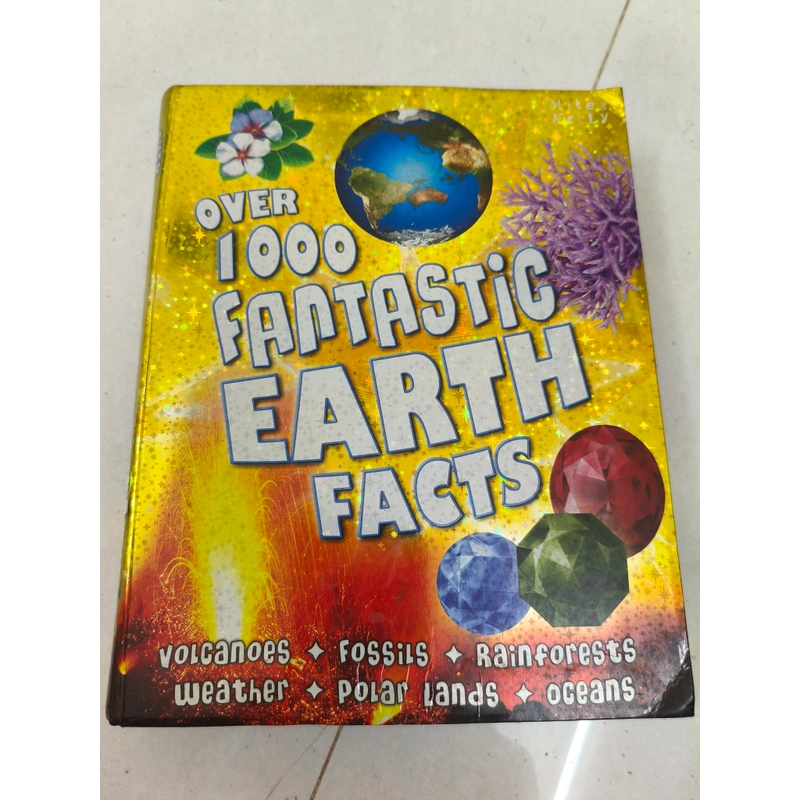 Miles
Kelly
OVER
1000
FANTASTIC
EARTH
FACTS
VOLCANOES ✦ FOSSILS ✦ RAINFORESTS
WEATHER ✦ POLAR LANDS ✦ OCEANS